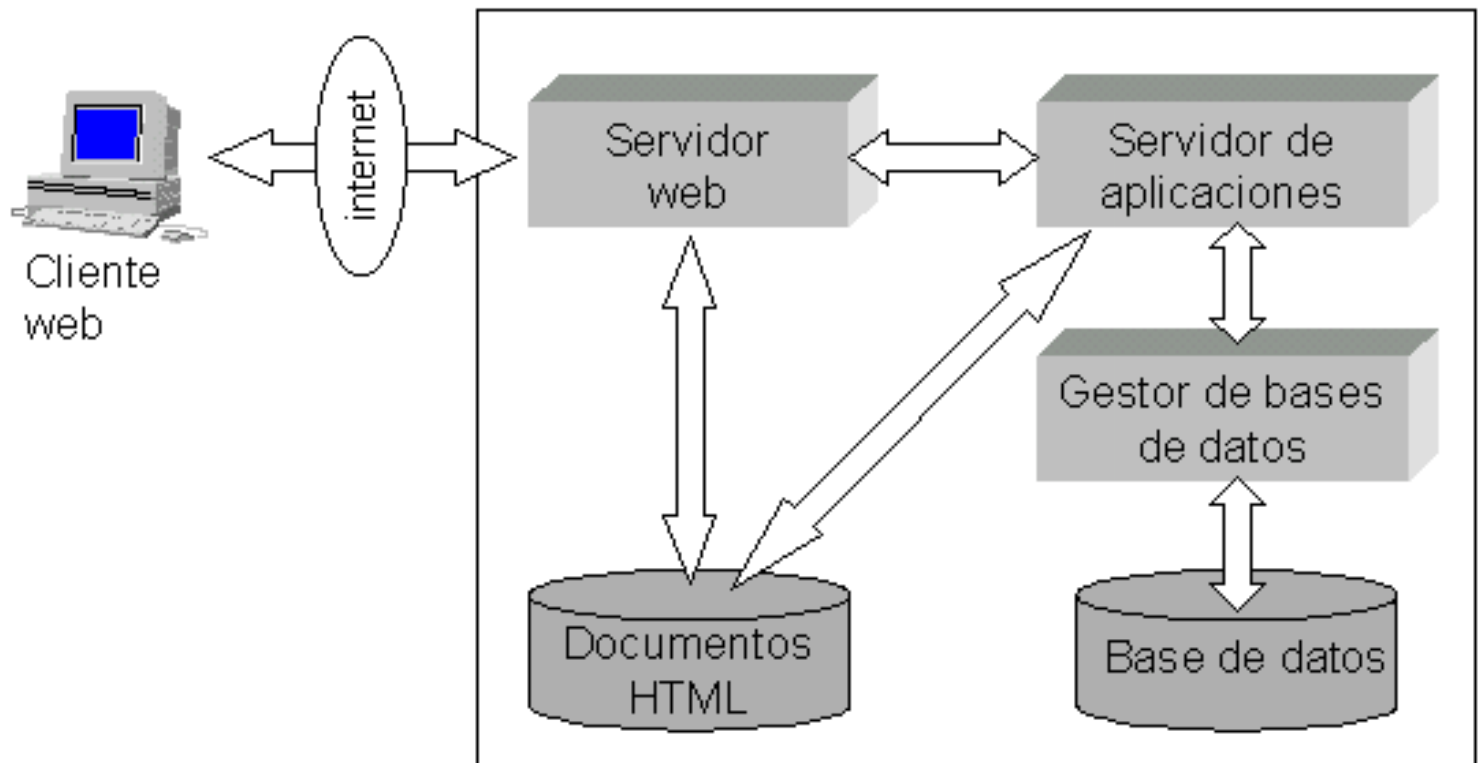 Cliente
web
internet
Servidor
web
Servidor de
aplicaciones
Gestor de bases
de datos
Documentos
HTML
Base de datos